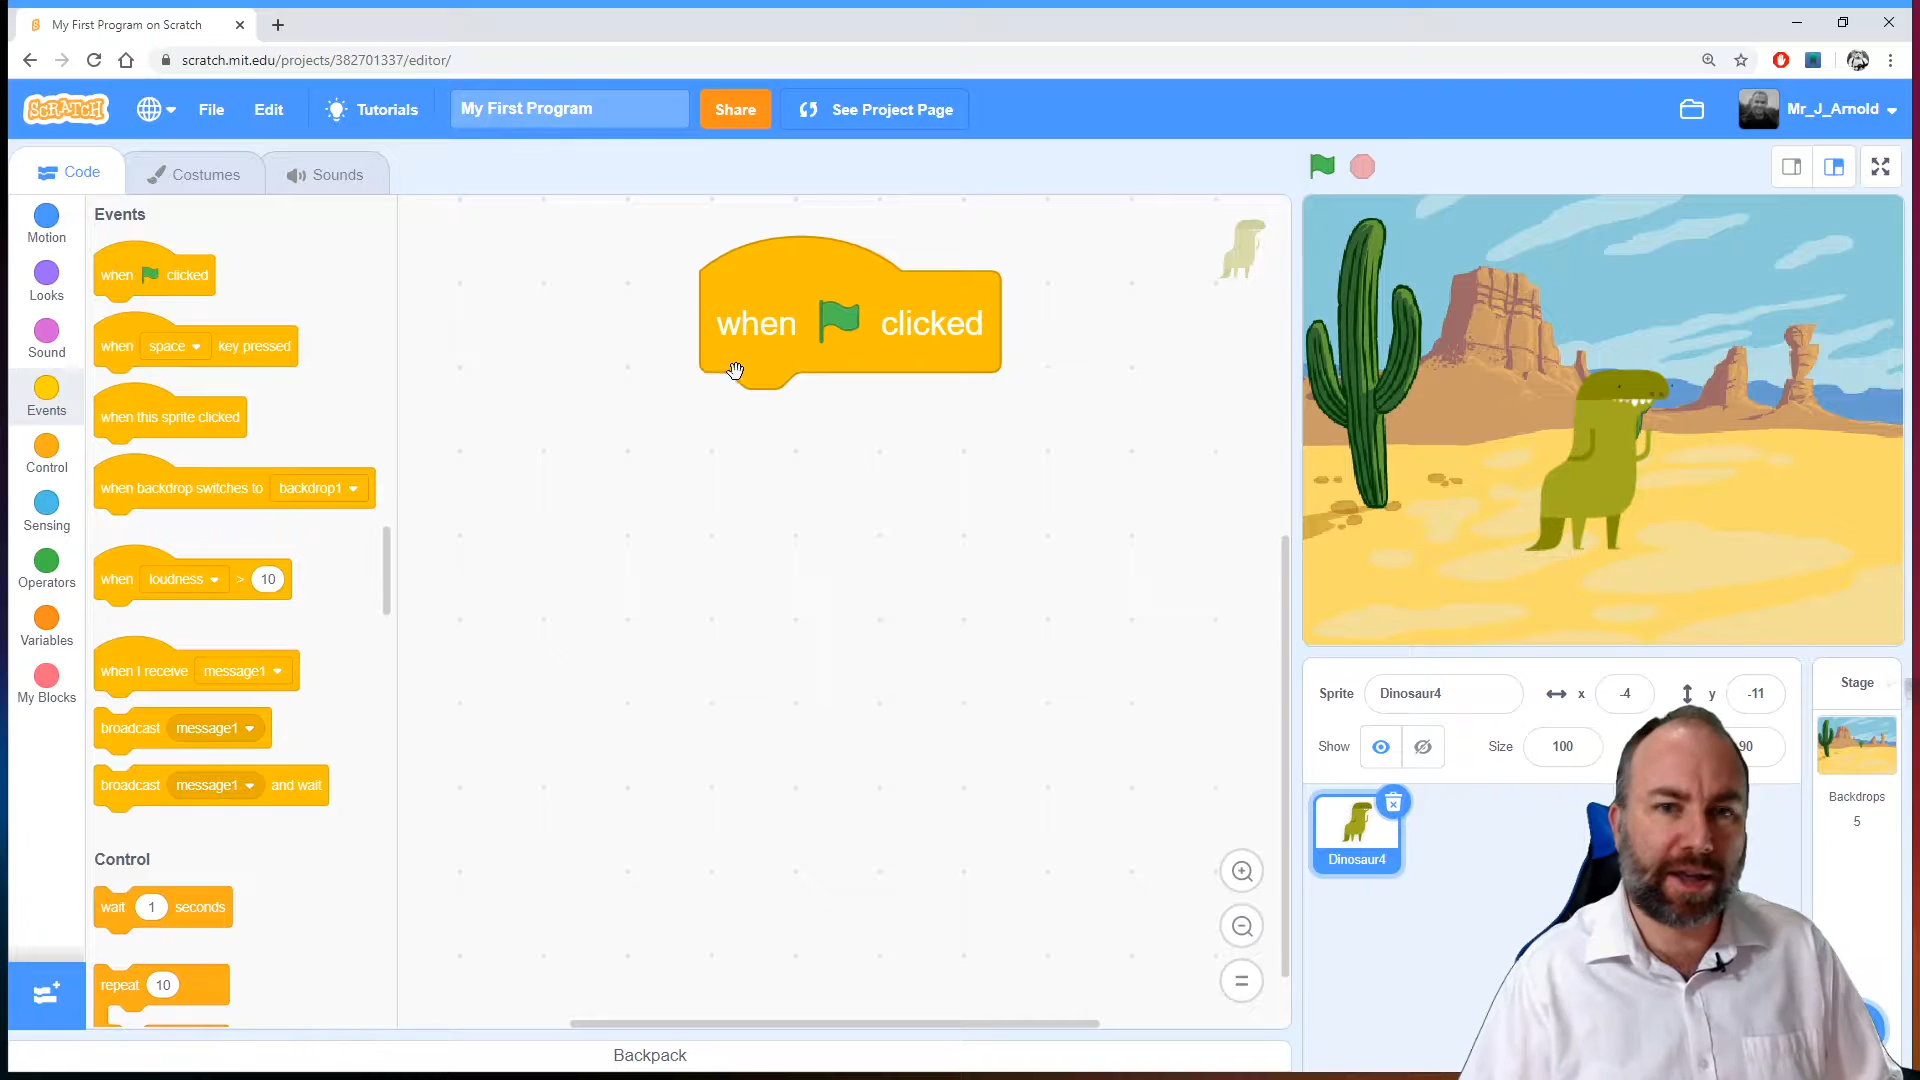 My First Program on Scratch
scratch.mit.edu/projects/382701337/editor/
SCRATCH
File
Edit
Tutorials
My First Program
Share
See Project Page
Mr_J_Arnold
Code
Costumes
Sounds
Motion
Looks
Sound
Events
Control
Sensing
Operators
Variables
My Blocks
Events
when clicked
when space key pressed
when this sprite clicked
when backdrop switches to backdrop1
when loudness > 10
when I receive message1
broadcast message1
broadcast message1 and wait
Control
wait 1 seconds
repeat 10
when clicked
Sprite Dinosaur4 x -4 y -11
Show Size 100 90
Dinosaur4
Stage
Backdrops
5
Backpack